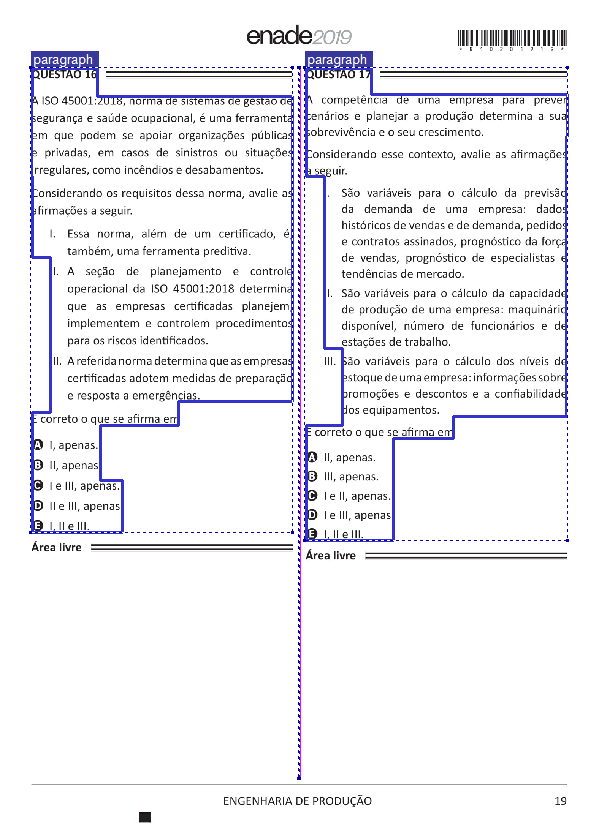 enade2019
paragraph
QUESTÃO 16
A ISO 45001:2018, norma de sistemas de gestão de
segurança e saúde ocupacional, é uma ferramenta
em que podem se apoiar organizações públicas
e privadas, em casos de sinistros ou situações
irregulares, como incêndios e desabamentos.
Considerando os requisitos dessa norma, avalie as
afirmações a seguir.
I. Essa norma, além de um certificado, é,
também, uma ferramenta preditiva.
II. A seção de planejamento e controle
operacional da ISO 45001:2018 determina
que as empresas certificadas planejem,
implementem e controlem procedimentos
para os riscos identificados.
III. A referida norma determina que as empresas
certificadas adotem medidas de preparação
e resposta a emergências.
É correto o que se afirma em
A I, apenas.
B II, apenas.
C I e III, apenas.
D II e III, apenas.
E I, II e III.
Área livre
paragraph
QUESTÃO 17
A competência de uma empresa para prever
cenários e planejar a produção determina a sua
sobrevivência e o seu crescimento.
Considerando esse contexto, avalie as afirmações
a seguir.
I. São variáveis para o cálculo da previsão
da demanda de uma empresa: dados
históricos de vendas e de demanda, pedidos
e contratos assinados, prognóstico da força
de vendas, prognóstico de especialistas e
tendências de mercado.
II. São variáveis para o cálculo da capacidade
de produção de uma empresa: maquinário
disponível, número de funcionários e de
estações de trabalho.
III. São variáveis para o cálculo dos níveis de
estoque de uma empresa: informações sobre
promoções e descontos e a confiabilidade
dos equipamentos.
É correto o que se afirma em
A II, apenas.
B III, apenas.
C I e II, apenas.
D I e III, apenas.
E I, II e III.
Área livre
ENGENHARIA DE PRODUÇÃO
19